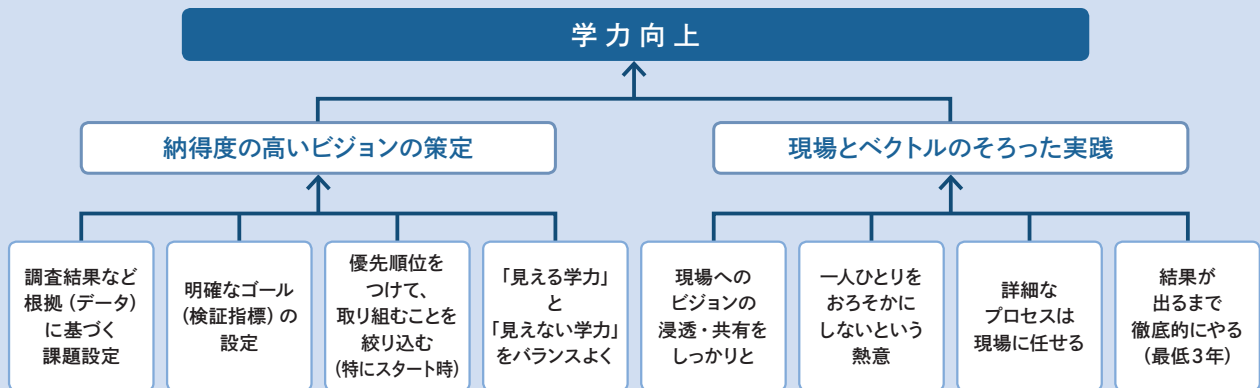 学力向上
納得度の高いビジョンの策定
現場とベクトルのそろった実践
調査結果など
根拠（データ）
に基づく
課題設定
明確なゴール
（検証指標）の
設定
優先順位を
つけて、
取り組むことを
絞り込む
（特にスタート時）
「見える学力」
と
「見えない学力」
をバランスよく
現場への
ビジョンの
浸透・共有を
しっかりと
一人ひとりを
おろそかに
しないという
熱意
詳細な
プロセスは
現場に任せる
結果が
出るまで
徹底的にやる
（最低3年）